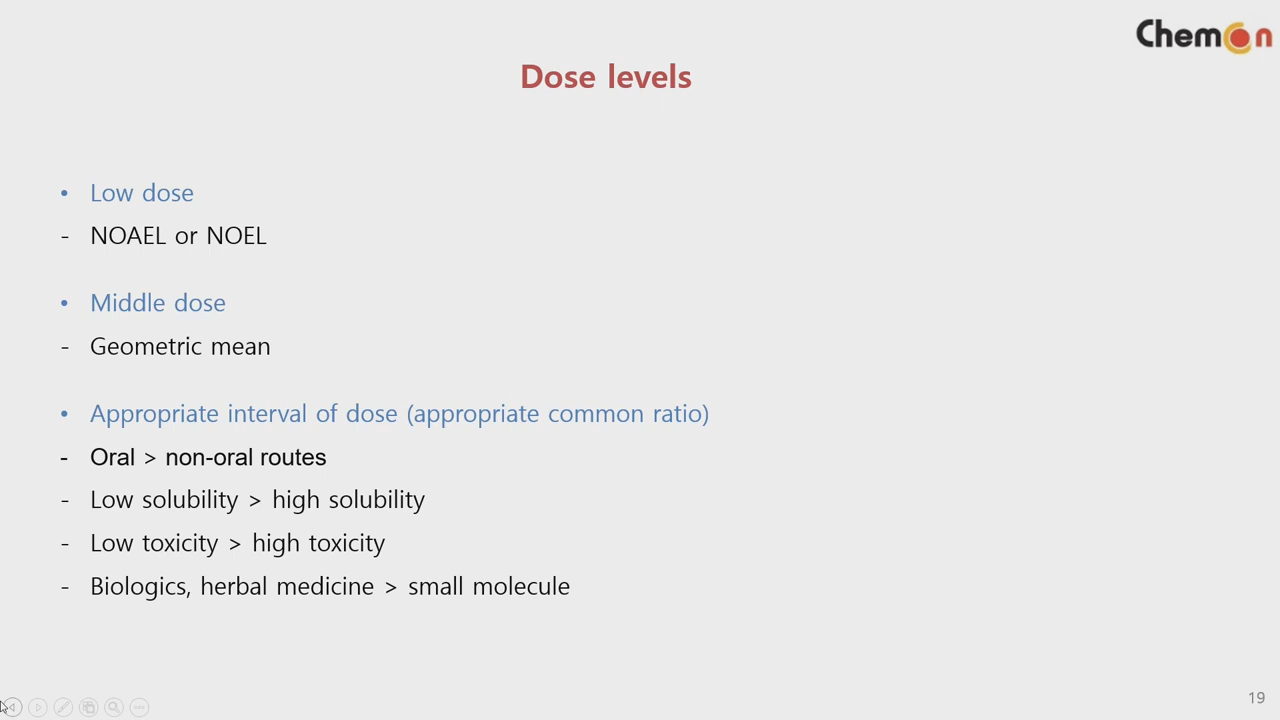 ChemOn
Dose levels
• Low dose
- NOAEL or NOEL
• Middle dose
- Geometric mean
• Appropriate interval of dose (appropriate common ratio)
- Oral > non-oral routes
- Low solubility > high solubility
- Low toxicity > high toxicity
- Biologics, herbal medicine > small molecule
19